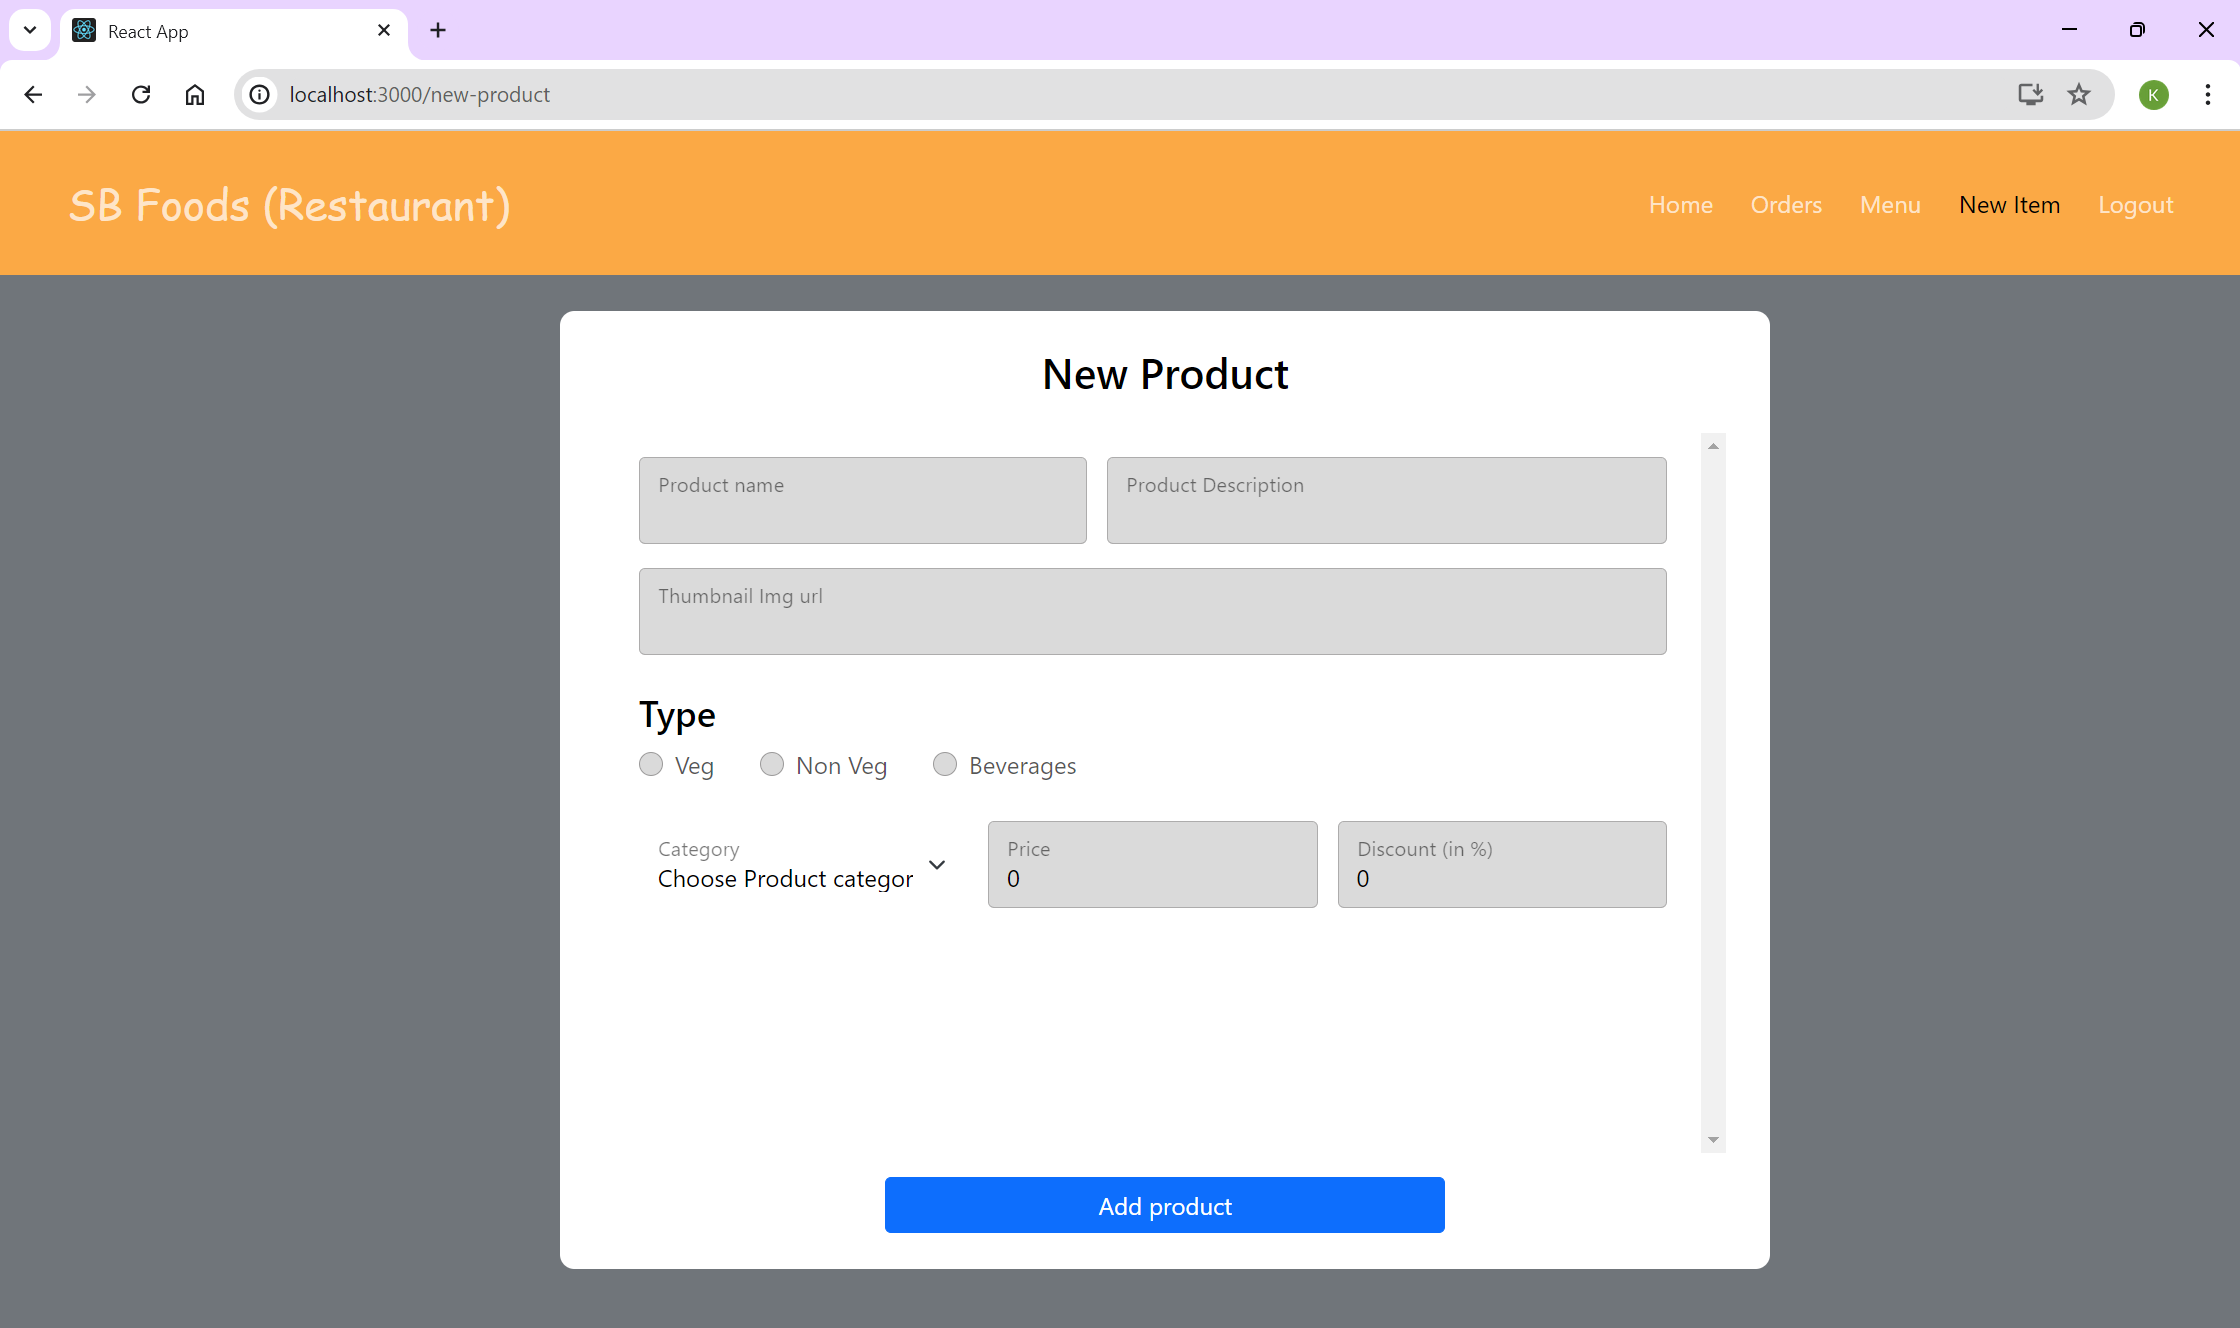 React App
localhost:3000/new-product
K
SB Foods (Restaurant)
Home Orders Menu New Item Logout
New Product
Product name Product Description
Thumbnail Img url
Type
Veg Non Veg Beverages
Category Price Discount (in %)
Choose Product categor 0 0
Add product